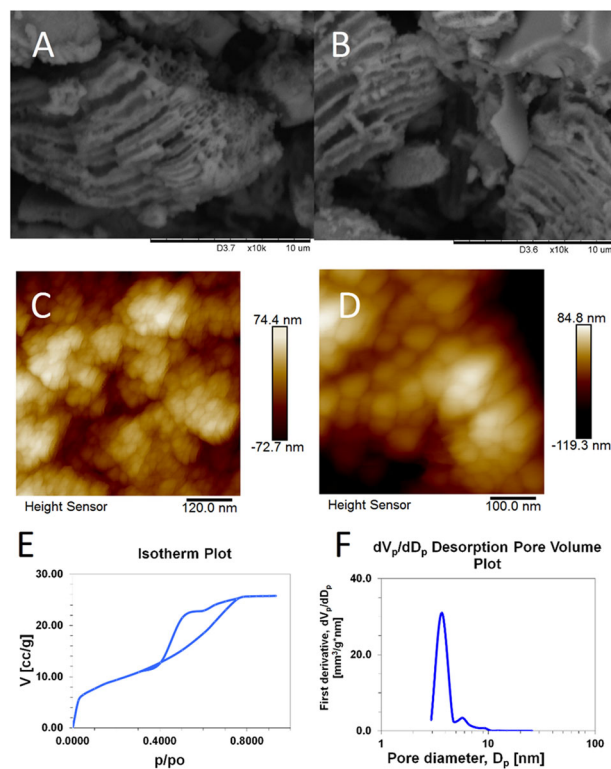 A
B
D3.7 x10k 10 um
D3.6 x10k 10 um
C
74.4 nm
-72.7 nm
Height Sensor
120.0 nm
D
84.8 nm
-119.3 nm
Height Sensor
100.0 nm
E
Isotherm Plot
30.00
20.00
10.00
0.00
V [cc/g]
0.0000 0.4000 0.8000
p/po
F
dVp/dDp Desorption Pore Volume
Plot
40.0
20.0
0.0
First derivative, dVp/dDp
[mm³/g*nm]
1 10 100
Pore diameter, Dp [nm]